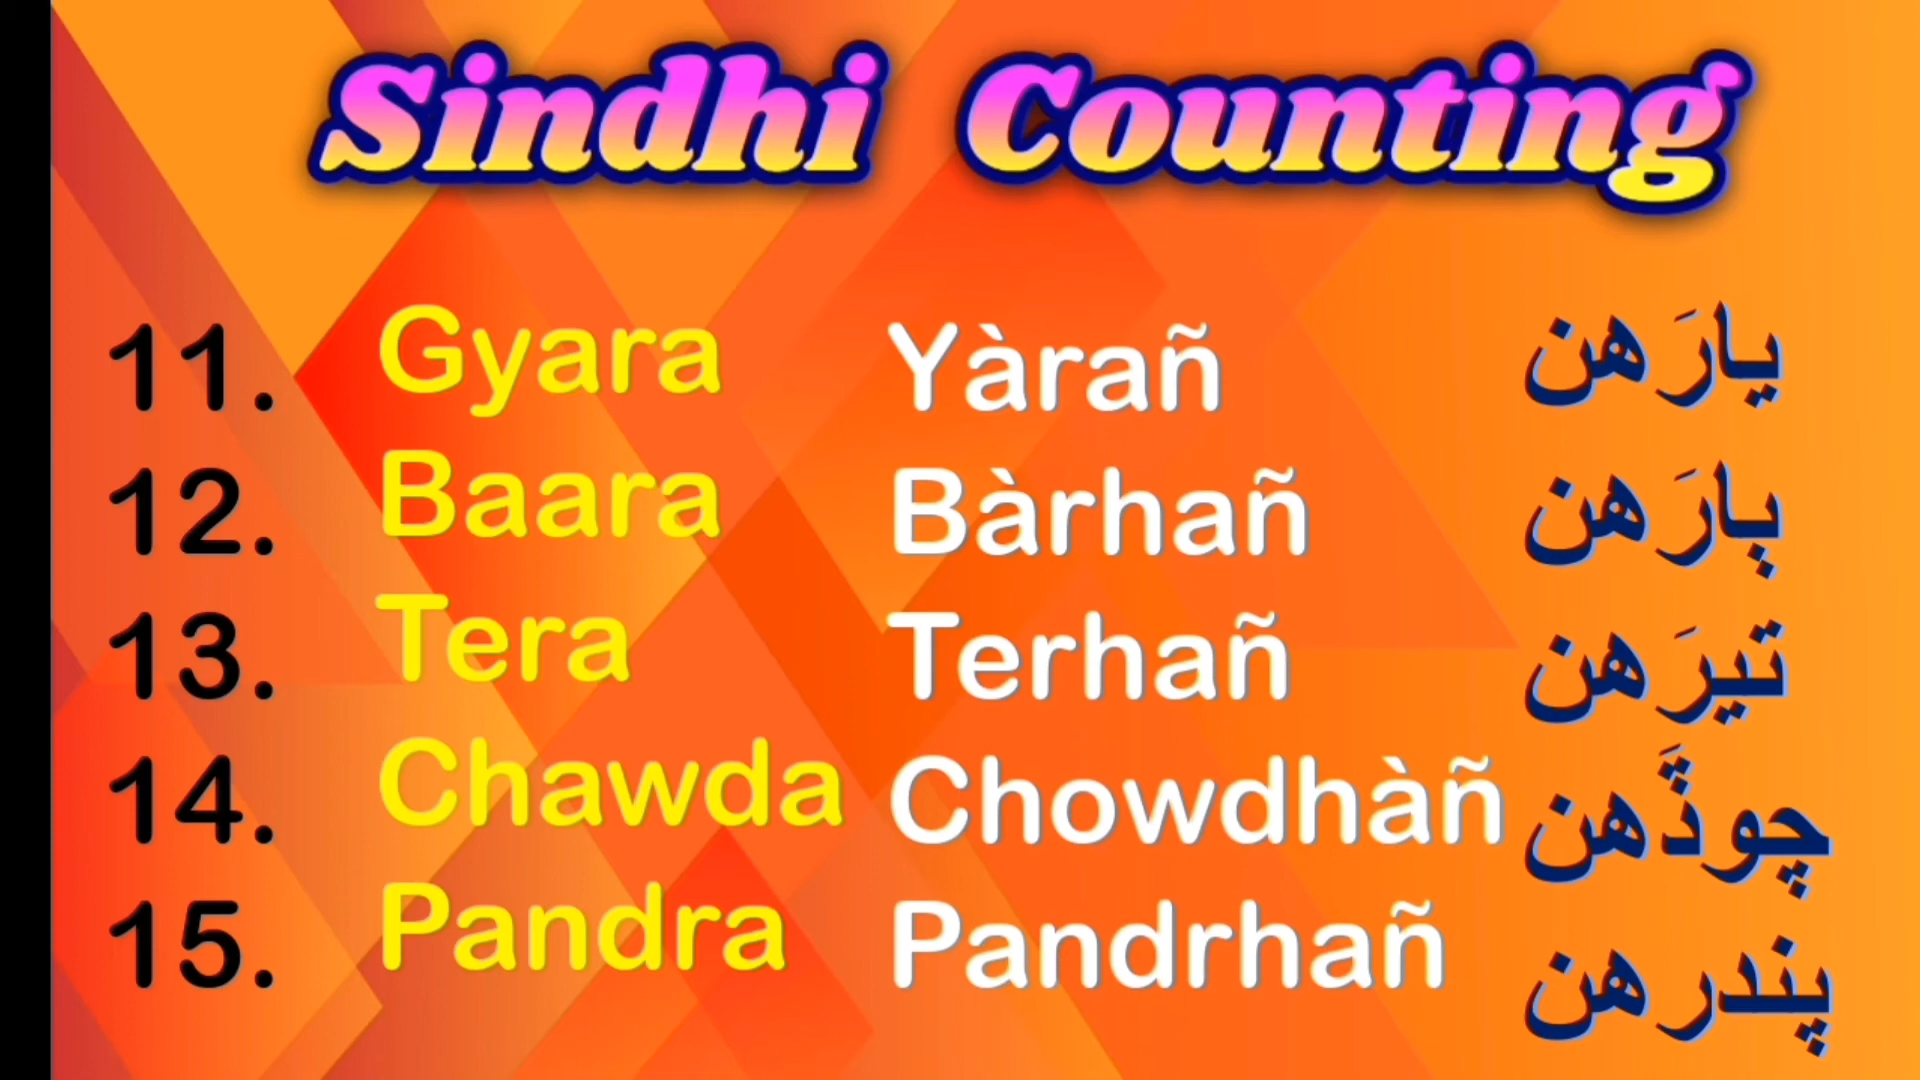 Sindhi Counting
11. Gyara Yàrañ يارَهن
12. Baara Bàrhañ ٻارَهن
13. Tera Terhañ تيرَهن
14. Chawda Chowdhàñ چوڏَهن
15. Pandra Pandrhañ پندرهن